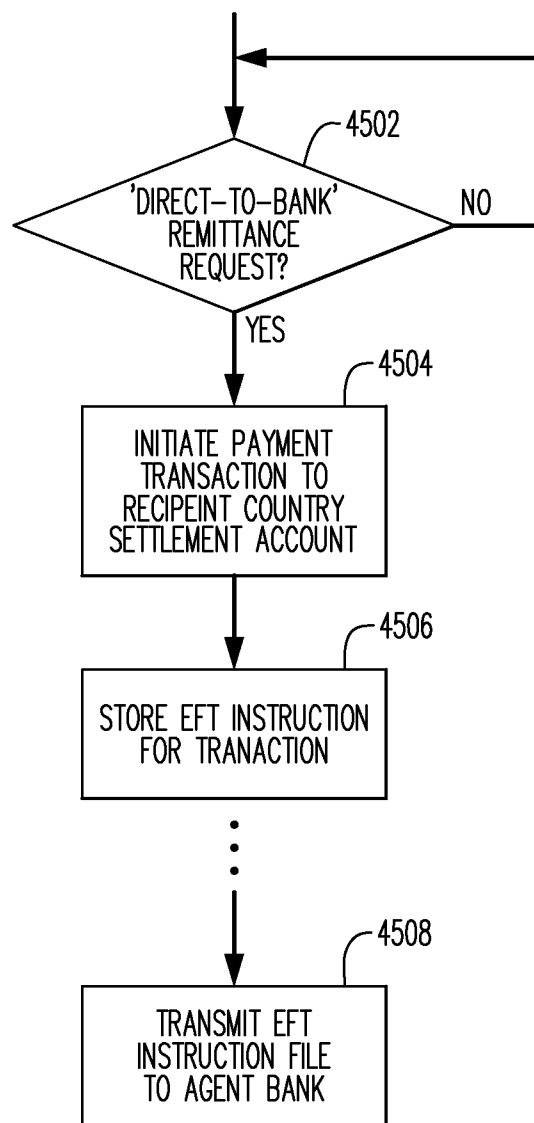 4502
'DIRECT-TO-BANK'
REMITTANCE
REQUEST?
NO
YES
4504
INITIATE PAYMENT
TRANSACTION TO
RECIPEINT COUNTRY
SETTLEMENT ACCOUNT
4506
STORE EFT INSTRUCTION
FOR TRANACTION
4508
TRANSMIT EFT
INSTRUCTION FILE
TO AGENT BANK